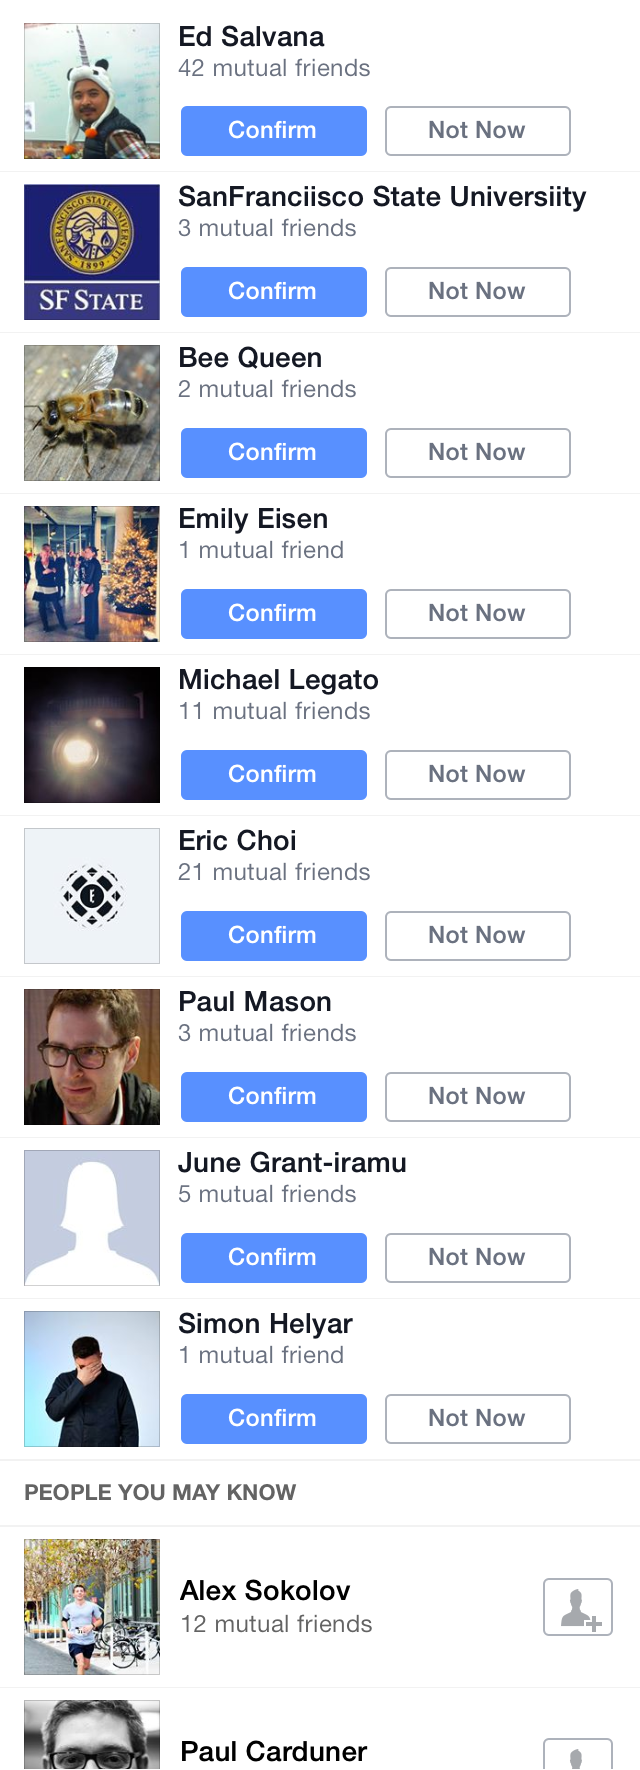 Ed Salvana
42 mutual friends
Confirm
Not Now
SAN FRANCISCO STATE UNIVERSITY
1899
SF STATE
SanFranciisco State Universiity
3 mutual friends
Confirm
Not Now
Bee Queen
2 mutual friends
Confirm
Not Now
Emily Eisen
1 mutual friend
Confirm
Not Now
Michael Legato
11 mutual friends
Confirm
Not Now
E
Eric Choi
21 mutual friends
Confirm
Not Now
Paul Mason
3 mutual friends
Confirm
Not Now
June Grant-iramu
5 mutual friends
Confirm
Not Now
Simon Helyar
1 mutual friend
Confirm
Not Now
PEOPLE YOU MAY KNOW
Alex Sokolov
12 mutual friends
Paul Carduner